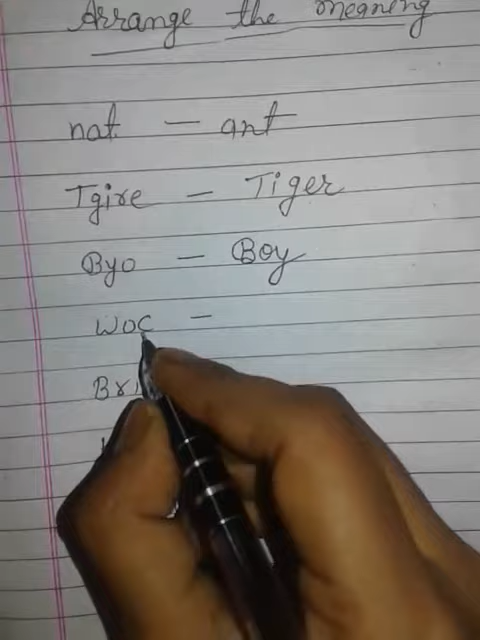 Arrange the meaning
nat - ant
Tgire - Tiger
Byo - Boy
woc -